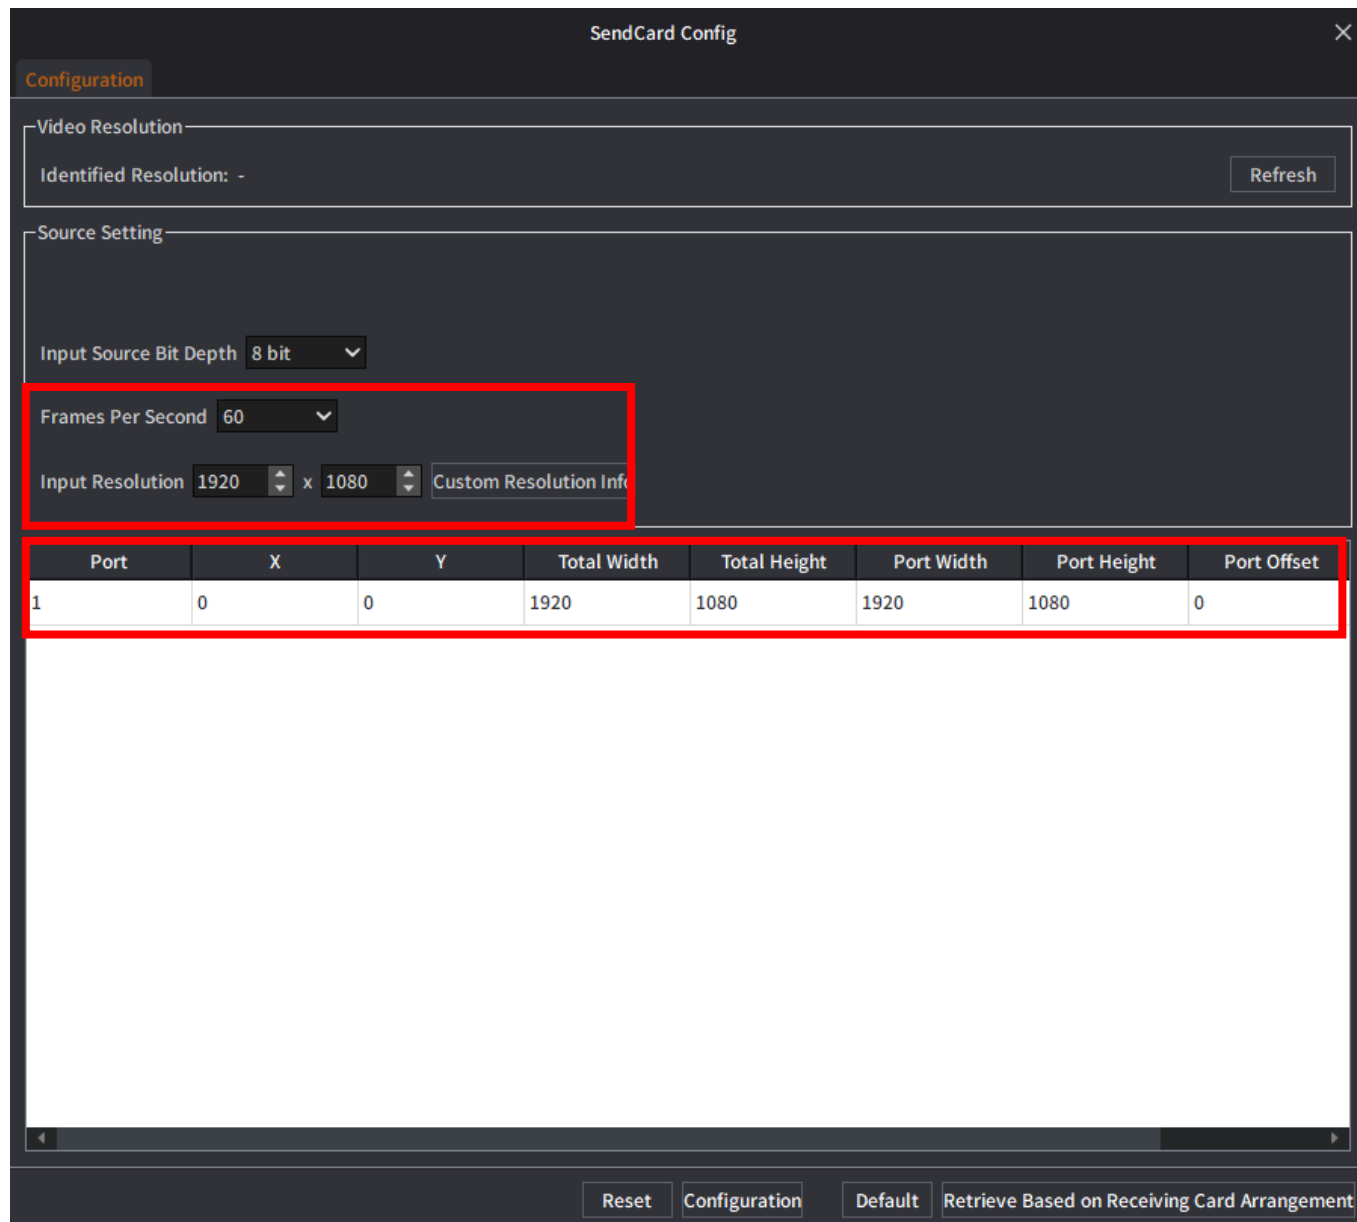 SendCard Config
Configuration
Video Resolution
Identified Resolution: -
Refresh
Source Setting
Input Source Bit Depth 8 bit
Frames Per Second 60
Input Resolution 1920 x 1080 Custom Resolution Info
Port X Y Total Width Total Height Port Width Port Height Port Offset
1 0 0 1920 1080 1920 1080 0
Reset Configuration Default Retrieve Based on Receiving Card Arrangement